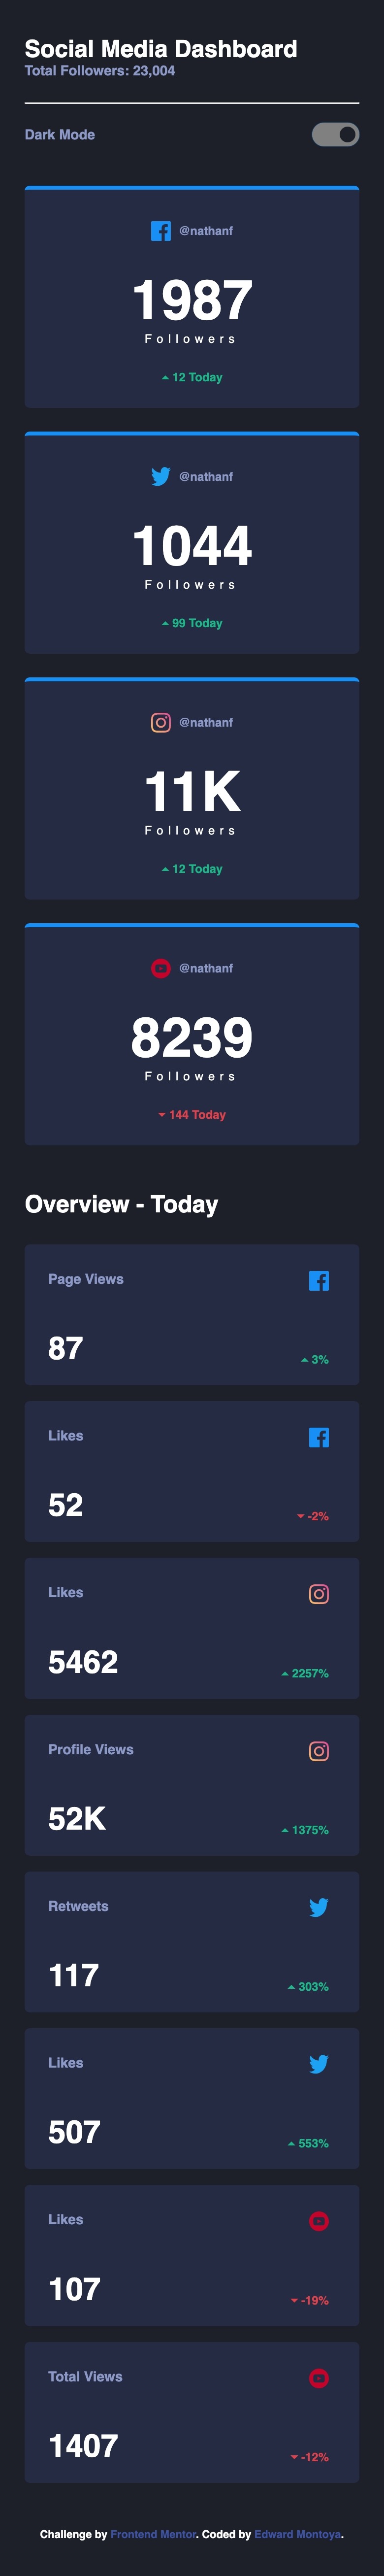 Social Media Dashboard
Total Followers: 23,004
Dark Mode
@nathanf
1987
Followers
12 Today
@nathanf
1044
Followers
99 Today
@nathanf
11K
Followers
12 Today
@nathanf
8239
Followers
144 Today
Overview - Today
Page Views
87
3%
Likes
52
-2%
Likes
5462
2257%
Profile Views
52K
1375%
Retweets
117
303%
Likes
507
553%
Likes
107
-19%
Total Views
1407
-12%
Challenge by Frontend Mentor. Coded by Edward Montoya.